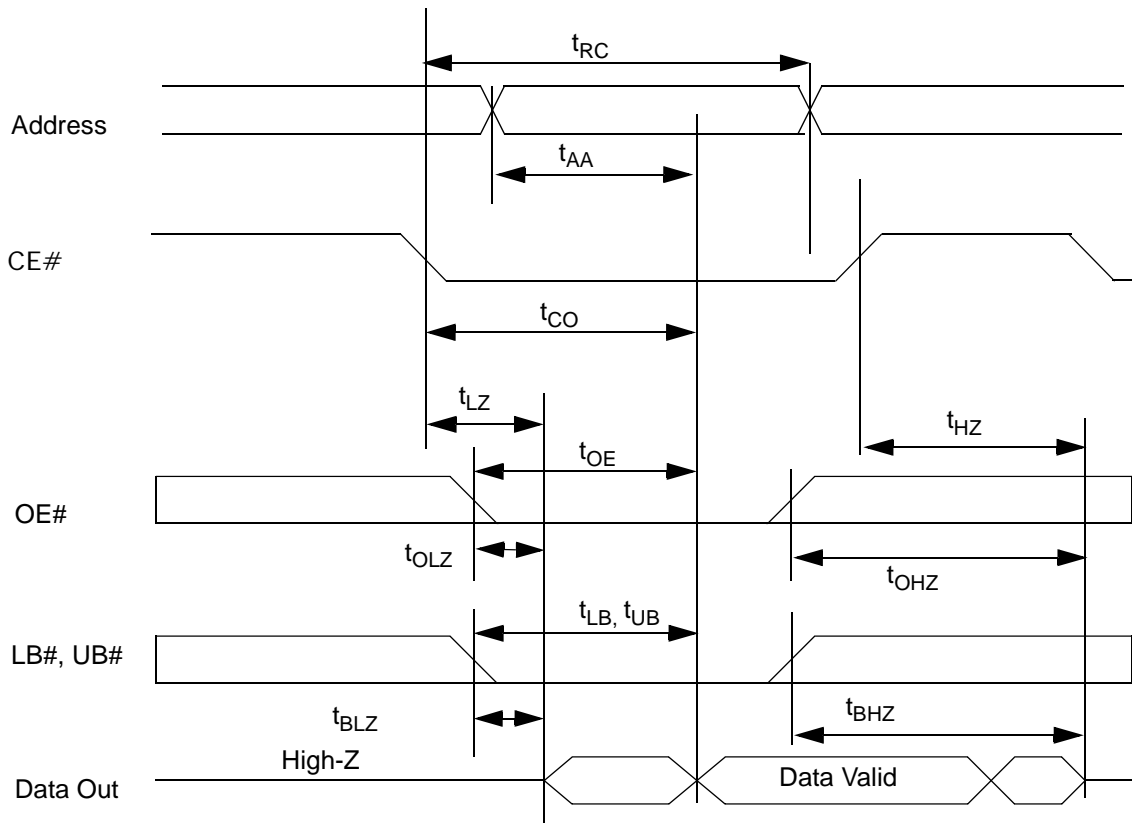 tRC
Address
tAA
CE#
tCO
tLZ
tHZ
tOE
OE#
tOLZ
tOHZ
tLB, tUB
LB#, UB#
tBLZ
tBHZ
High-Z
Data Valid
Data Out